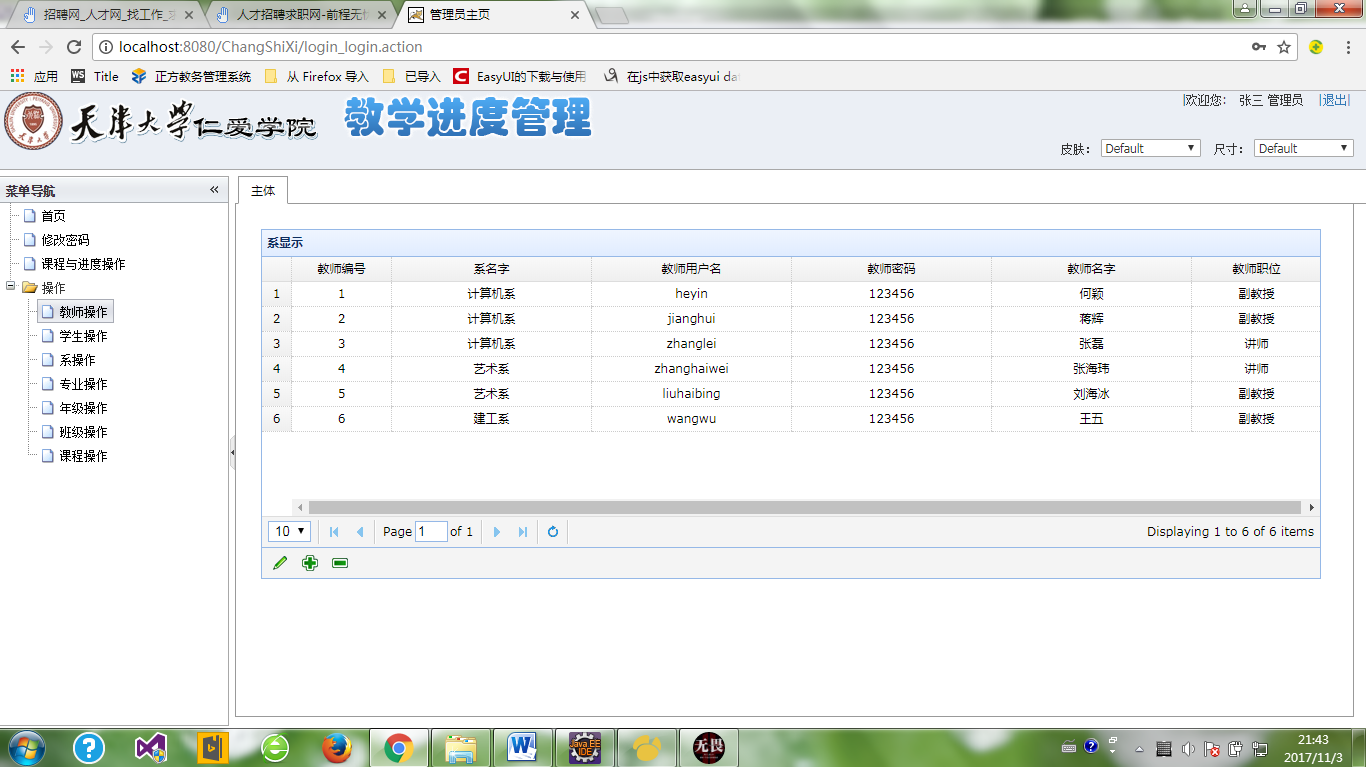 招聘网_人才网_找工作_求
人才招聘求职网-前程无忧
管理员主页
localhost:8080/ChangShiXi/login_login.action
应用 WS Title 正方教务管理系统 从 Firefox 导入 已导入 C EasyUI的下载与使用 在js中获取easyui dat
天津大学仁爱学院 教学进度管理
|欢迎您: 张三 管理员 |退出|
皮肤: Default 尺寸: Default
菜单导航
首页
修改密码
课程与进度操作
操作
教师操作
学生操作
系操作
专业操作
年级操作
班级操作
课程操作
主体
系显示
教师编号 系名字 教师用户名 教师密码 教师名字 教师职位
1 1 计算机系 heyin 123456 何颖 副教授
2 2 计算机系 jianghui 123456 蒋辉 副教授
3 3 计算机系 zhanglei 123456 张磊 讲师
4 4 艺术系 zhanghaiwei 123456 张海玮 讲师
5 5 艺术系 liuhaibing 123456 刘海冰 副教授
6 6 建工系 wangwu 123456 王五 副教授
10 Page 1 of 1 Displaying 1 to 6 of 6 items
Java EE IDE
无畏
21:43
2017/11/3